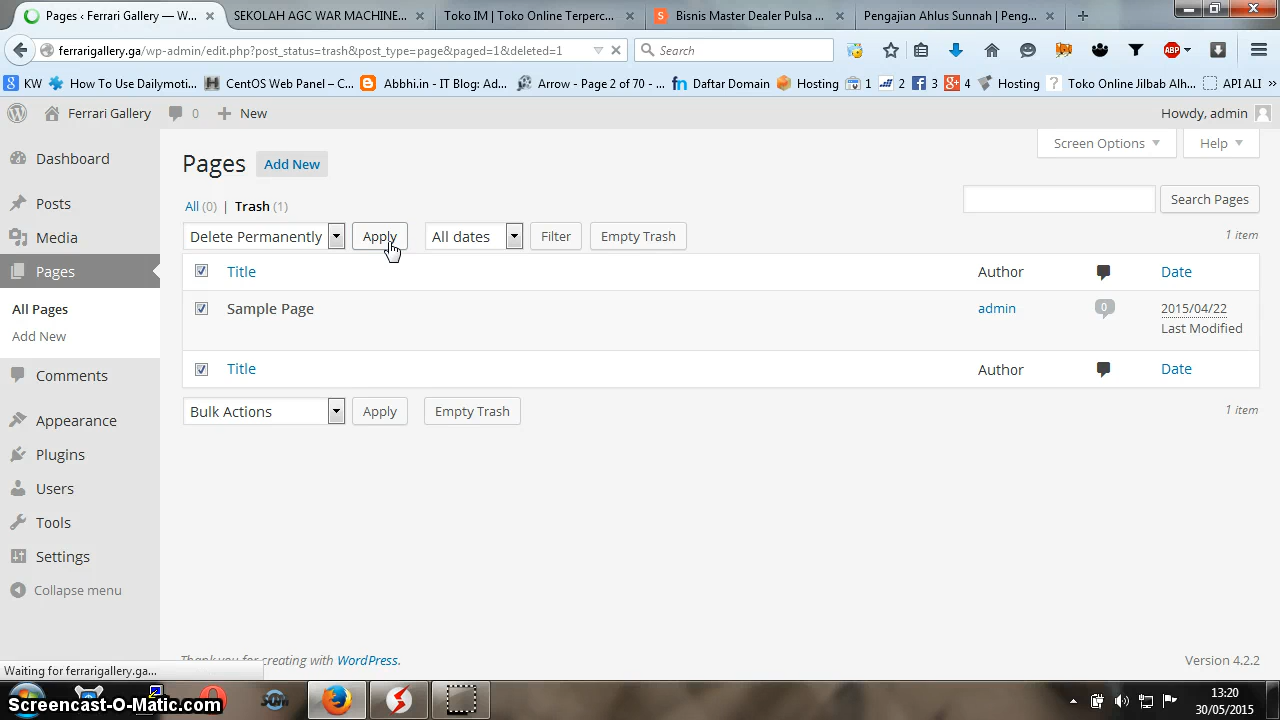 Pages ‹ Ferrari Gallery — W...
SEKOLAH AGC WAR MACHINE...
Toko IM | Toko Online Terperc...
Bisnis Master Dealer Pulsa ...
Pengajian Ahlus Sunnah | Peng...
ferrarigallery.ga/wp-admin/edit.php?post_status=trash&post_type=page&paged=1&deleted=1
Search
ABP
KW
How To Use Dailymoti...
CentOS Web Panel – C...
Abbhi.in - IT Blog: Ad...
Arrow - Page 2 of 70 - ...
Daftar Domain
Hosting
1
2
3
4
Hosting
Toko Online Jilbab Alh...
API ALI
Ferrari Gallery
0
New
Howdy, admin
Dashboard
Posts
Media
Pages
All Pages
Add New
Comments
Appearance
Plugins
Users
Tools
Settings
Collapse menu
Screen Options
Help
Pages
Add New
All (0) | Trash (1)
Search Pages
Delete Permanently
Apply
All dates
Filter
Empty Trash
1 item
Title
Author
Date
Sample Page
admin
0
2015/04/22
Last Modified
Title
Author
Date
Bulk Actions
Apply
Empty Trash
1 item
Thank you for creating with WordPress.
Version 4.2.2
Waiting for ferrarigallery.ga...
Screencast-O-Matic.com
13:20
30/05/2015